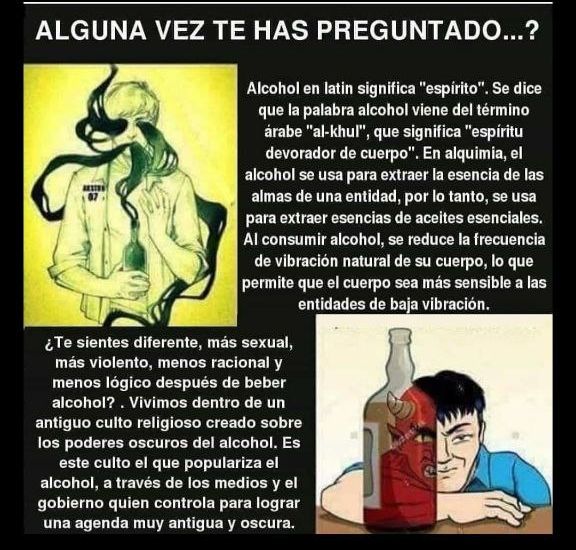 ALGUNA VEZ TE HAS PREGUNTADO...?
Alcohol en latin significa "espírito". Se dice
que la palabra alcohol viene del término
árabe "al-khul", que significa "espíritu
devorador de cuerpo". En alquimia, el
alcohol se usa para extraer la esencia de las
almas de una entidad, por lo tanto, se usa
para extraer esencias de aceites esenciales.
Al consumir alcohol, se reduce la frecuencia
de vibración natural de su cuerpo, lo que
permite que el cuerpo sea más sensible a las
entidades de baja vibración.
¿Te sientes diferente, más sexual,
más violento, menos racional y
menos lógico después de beber
alcohol? . Vivimos dentro de un
antiguo culto religioso creado sobre
los poderes oscuros del alcohol. Es
este culto el que populariza el
alcohol, a través de los medios y el
gobierno quien controla para lograr
una agenda muy antigua y oscura.